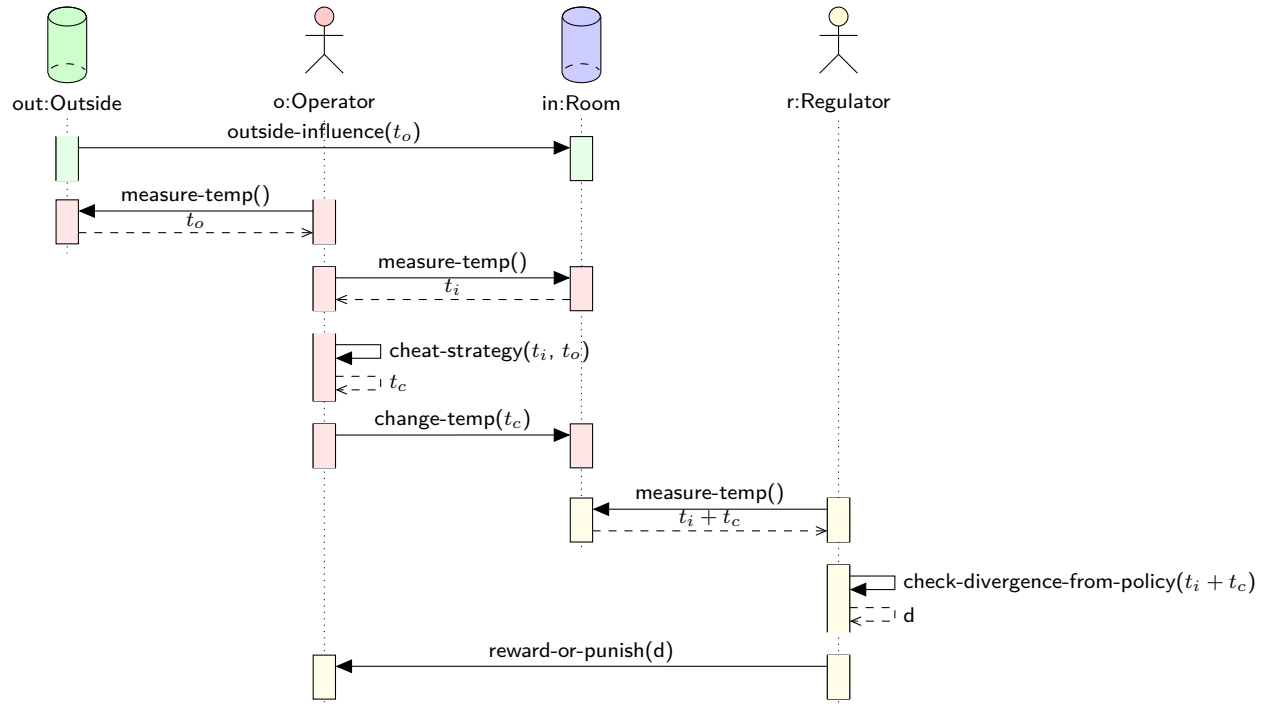 out:Outside
o:Operator
in:Room
r:Regulator
outside-influence(t_o)
measure-temp()
t_o
measure-temp()
t_i
cheat-strategy(t_i, t_o)
t_c
change-temp(t_c)
measure-temp()
t_i + t_c
check-divergence-from-policy(t_i + t_c)
d
reward-or-punish(d)